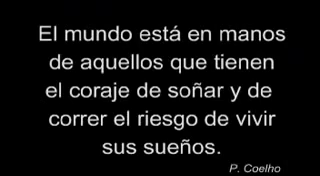 El mundo está en manos
de aquellos que tienen
el coraje de soñar y de
correr el riesgo de vivir
sus sueños.
P. Coelho